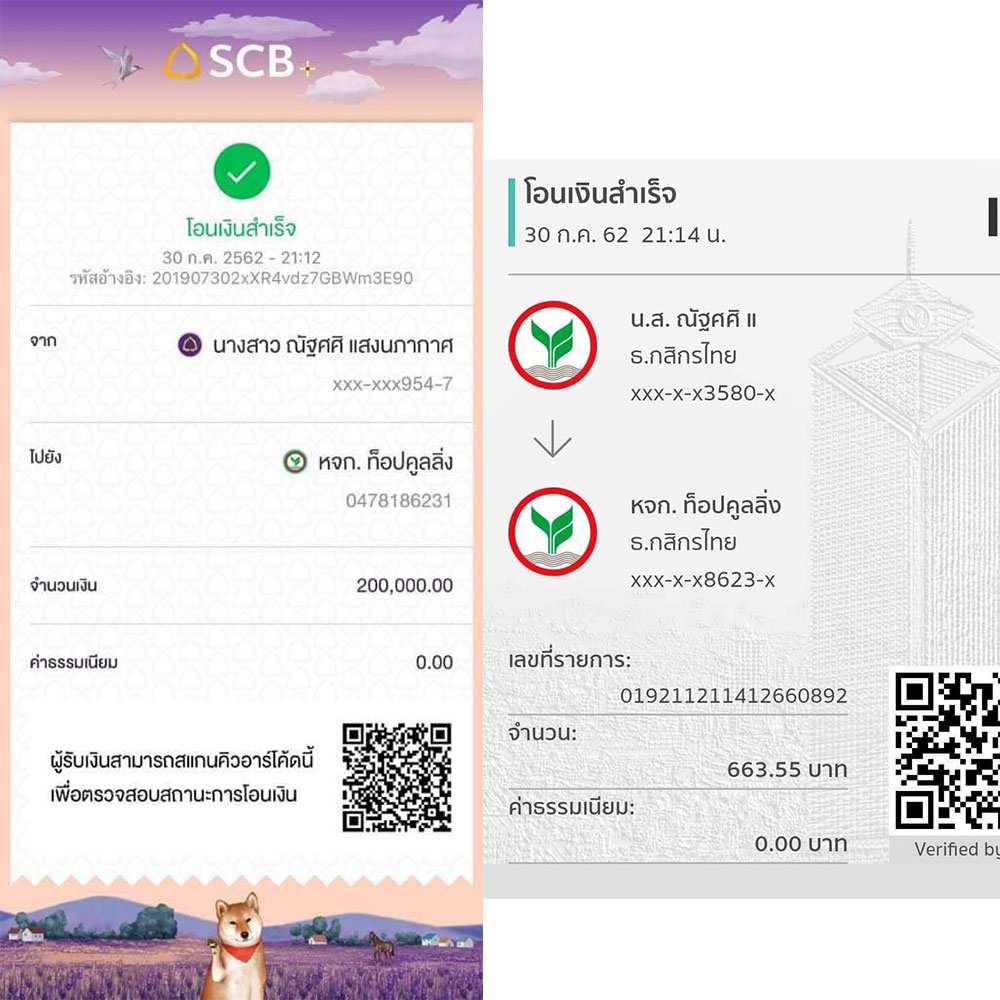 SCB
โอนเงินสำเร็จ
30 ก.ค. 2562 - 21:12
รหัสอ้างอิง: 201907302xXR4vdz7GBWm3E90
จาก
นางสาว ณัฐศศิ แสงนภากาศ
xxx-xxx954-7
ไปยัง
หจก. ท็อปคูลลิ่ง
0478186231
จำนวนเงิน 200,000.00
ค่าธรรมเนียม 0.00
ผู้รับเงินสามารถสแกนคิวอาร์โค้ดนี้
เพื่อตรวจสอบสถานะการโอนเงิน
โอนเงินสำเร็จ
30 ก.ค. 62 21:14 น.
น.ส. ณัฐศศิ แ
ธ.กสิกรไทย
xxx-x-x3580-x
หจก. ท็อปคูลลิ่ง
ธ.กสิกรไทย
xxx-x-x8623-x
เลขที่รายการ:
019211211412660892
จำนวน:
663.55 บาท
ค่าธรรมเนียม:
0.00 บาท
Verified by